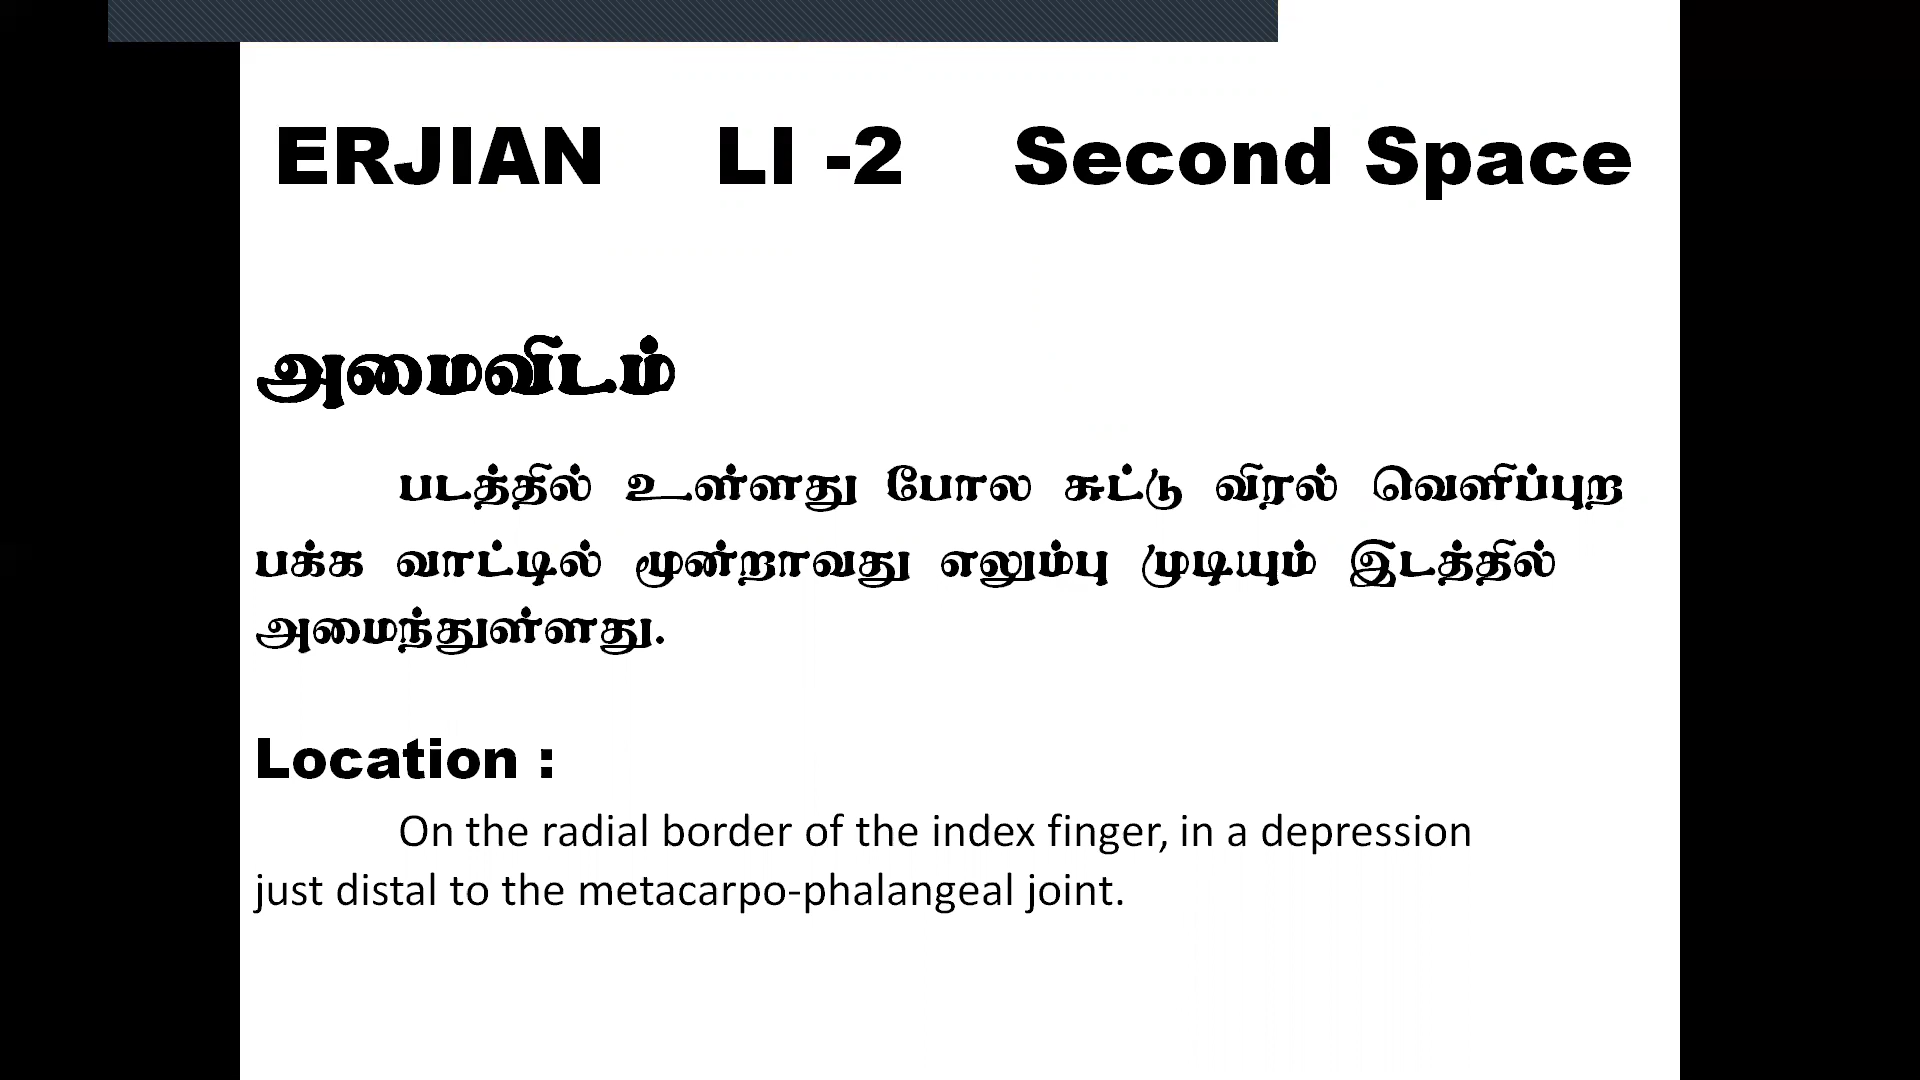 ERJIAN LI -2 Second Space
அமைவிடம்
படத்தில் உள்ளது போல சுட்டு விரல் வெளிப்புற
பக்க வாட்டில் மூன்றாவது எலும்பு முடியும் இடத்தில்
அமைந்துள்ளது.
Location :
On the radial border of the index finger, in a depression
just distal to the metacarpo-phalangeal joint.